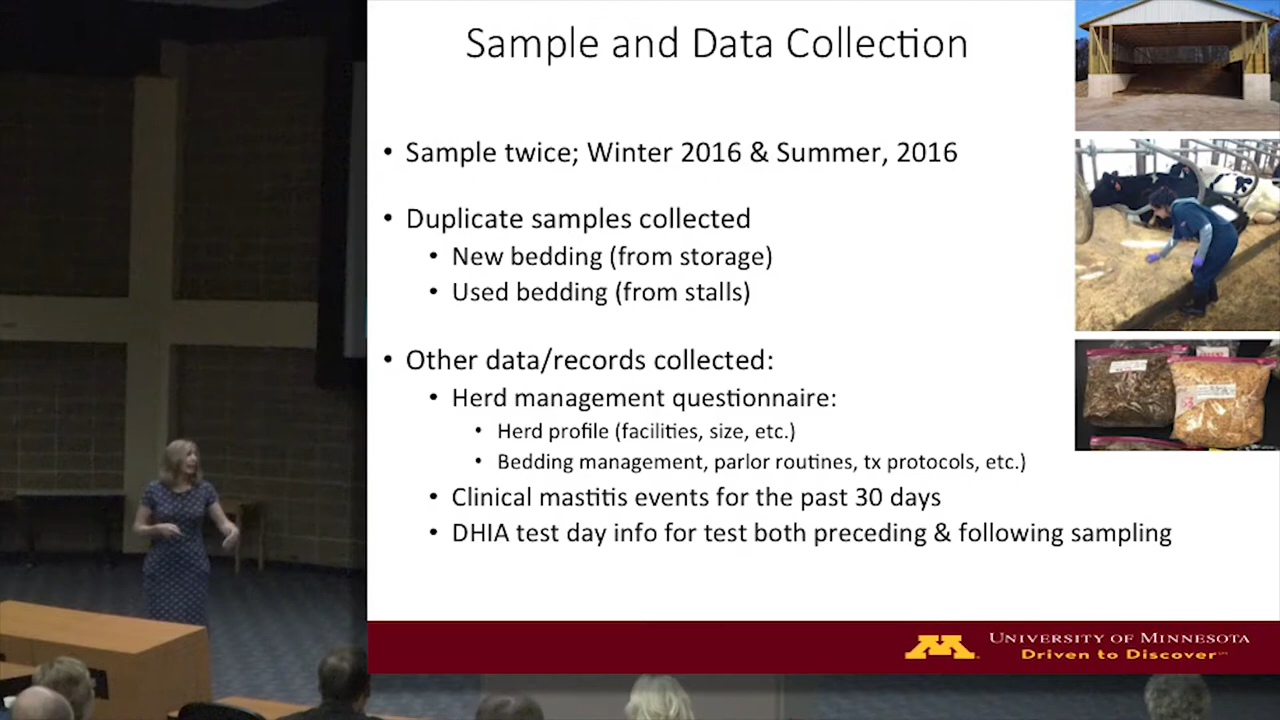 Sample and Data Collection
• Sample twice; Winter 2016 & Summer, 2016
• Duplicate samples collected
• New bedding (from storage)
• Used bedding (from stalls)
• Other data/records collected:
• Herd management questionnaire:
• Herd profile (facilities, size, etc.)
• Bedding management, parlor routines, tx protocols, etc.)
• Clinical mastitis events for the past 30 days
• DHIA test day info for test both preceding & following sampling
M
UNIVERSITY OF MINNESOTA
Driven to Discover